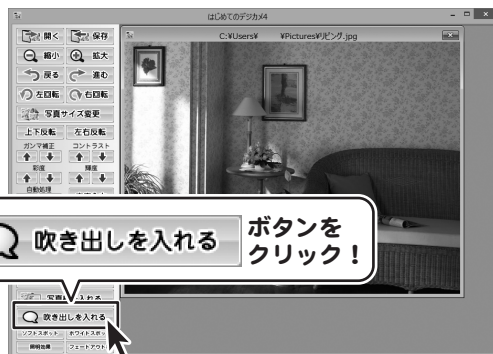 はじめてのデジカメ4
開く 保存
C:¥Users¥ ¥Pictures¥リビング.jpg
縮小 拡大
戻る 進む
左回転 右回転
写真サイズ変更
上下反転 左右反転
ガンマ補正 コントラスト
彩度 輝度
自動処理
吹き出しを入れる
ボタンを
クリック!
吹き出しを入れる
ソフトスポット ホワイトスポット
照明効果 フェードアウト